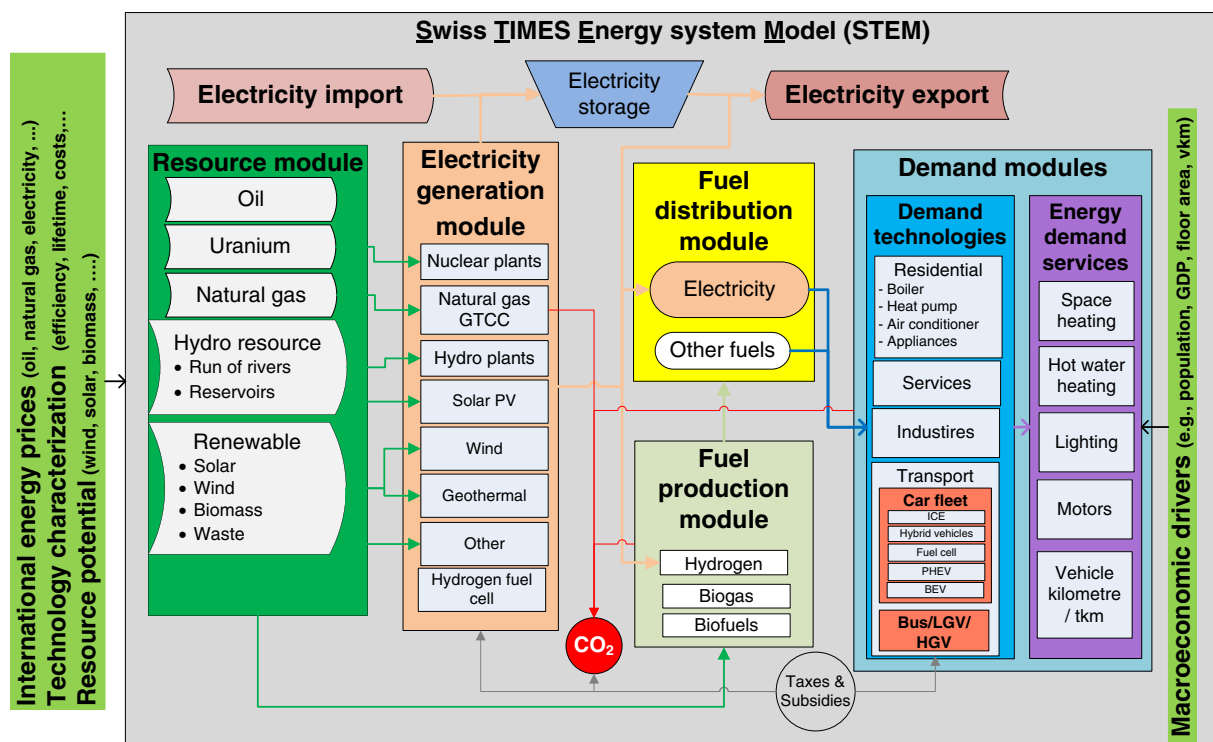 Swiss TIMES Energy system Model (STEM)
International energy prices (oil, natural gas, electricity, ...)
Technology characterization (efficiency, lifetime, costs,...
Resource potential (wind, solar, biomass, .....)
Electricity import
Electricity
storage
Electricity export
Resource module
Oil
Uranium
Natural gas
Hydro resource
• Run of rivers
• Reservoirs
Renewable
• Solar
• Wind
• Biomass
• Waste
Electricity
generation
module
Nuclear plants
Natural gas
GTCC
Hydro plants
Solar PV
Wind
Geothermal
Other
Hydrogen fuel
cell
CO2
Fuel
distribution
module
Electricity
Other fuels
Fuel
production
module
Hydrogen
Biogas
Biofuels
Taxes &
Subsidies
Demand modules
Demand
technologies
Residential
- Boiler
- Heat pump
- Air conditioner
- Appliances
Services
Industires
Transport
Car fleet
ICE
Hybrid vehicles
Fuel cell
PHEV
BEV
Bus/LGV/
HGV
Energy
demand
services
Space
heating
Hot water
heating
Lighting
Motors
Vehicle
kilometre
/ tkm
Macroeconomic drivers (e.g., population, GDP, floor area, vkm)